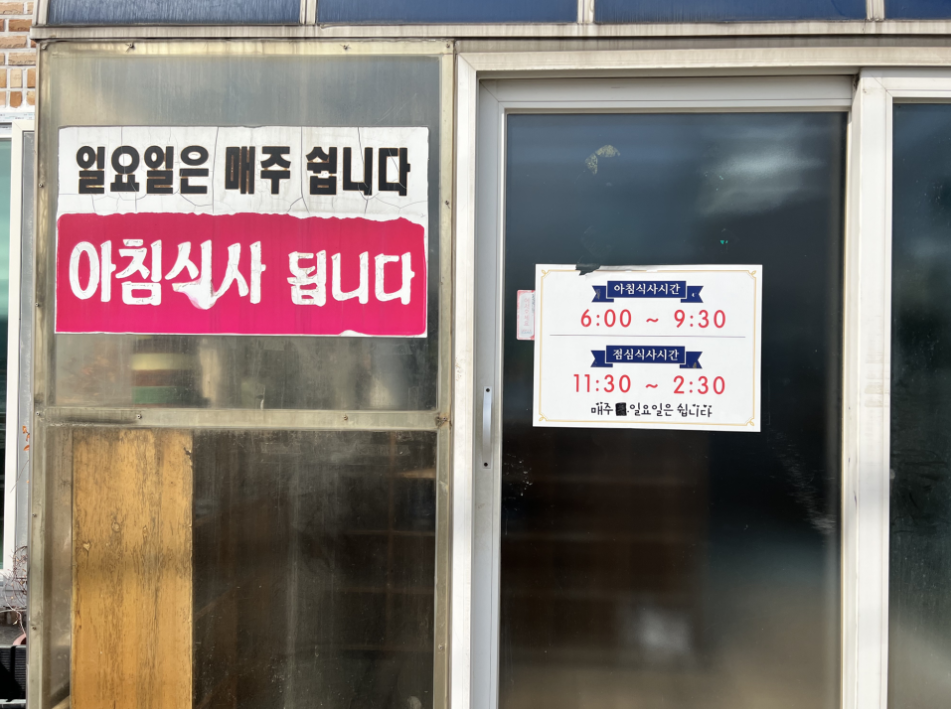 일요일은 매주 쉽니다
아침식사 됩니다
아침식사시간
6:00 ~ 9:30
점심식사시간
11:30 ~ 2:30
매주 일요일은 쉽니다